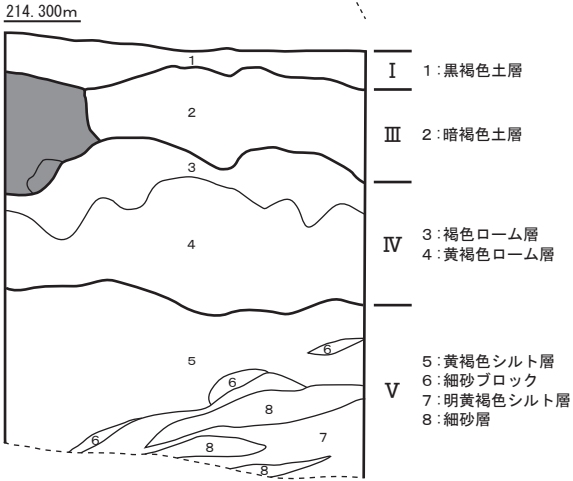 214.300m
1
Ⅰ
1：黒褐色土層
2
Ⅲ
2：暗褐色土層
3
4
Ⅳ
3：褐色ローム層
4：黄褐色ローム層
6
5
6
8
6
8
7
8
Ⅴ
5：黄褐色シルト層
6：細砂ブロック
7：明黄褐色シルト層
8：細砂層